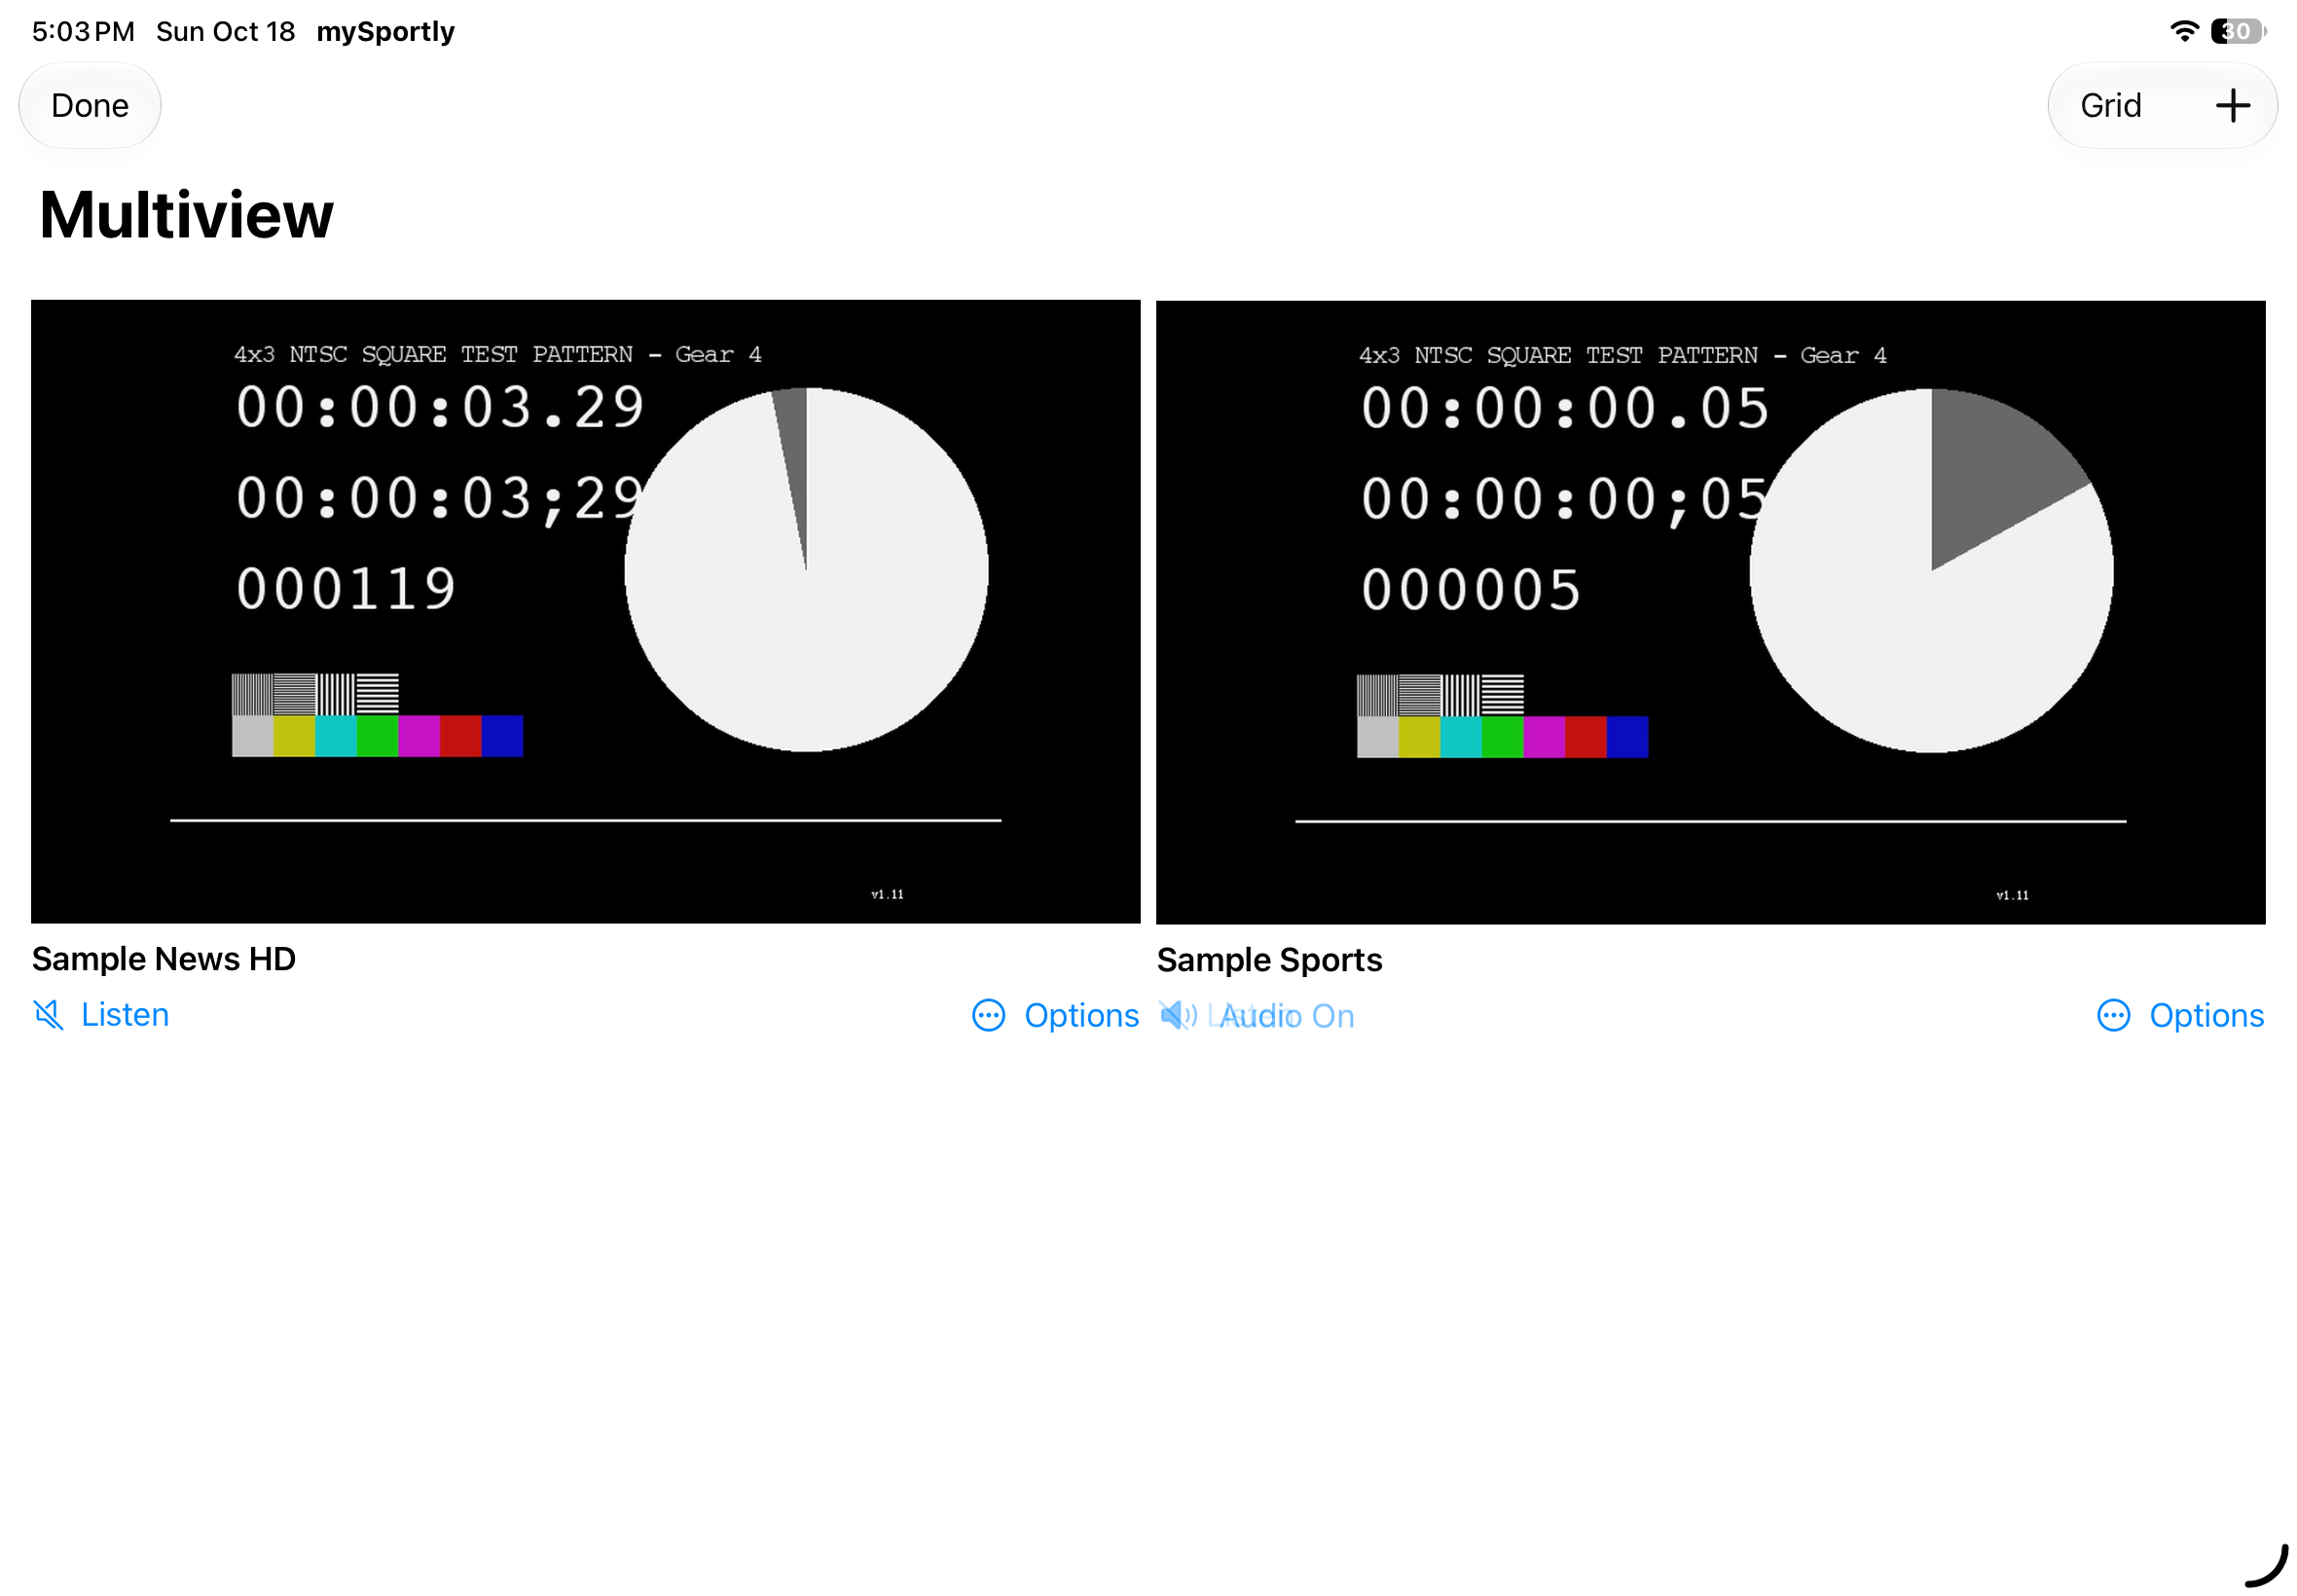 5:03 PM Sun Oct 18 mySportly 30
Done Grid
Multiview
4x3 NTSC SQUARE TEST PATTERN - Gear 4
00:00:03.29
00:00:03;29
000119
v1.11
4x3 NTSC SQUARE TEST PATTERN - Gear 4
00:00:00.05
00:00:00;05
000005
v1.11
Sample News HD
Listen Options
Sample Sports
Listen Audio On Options